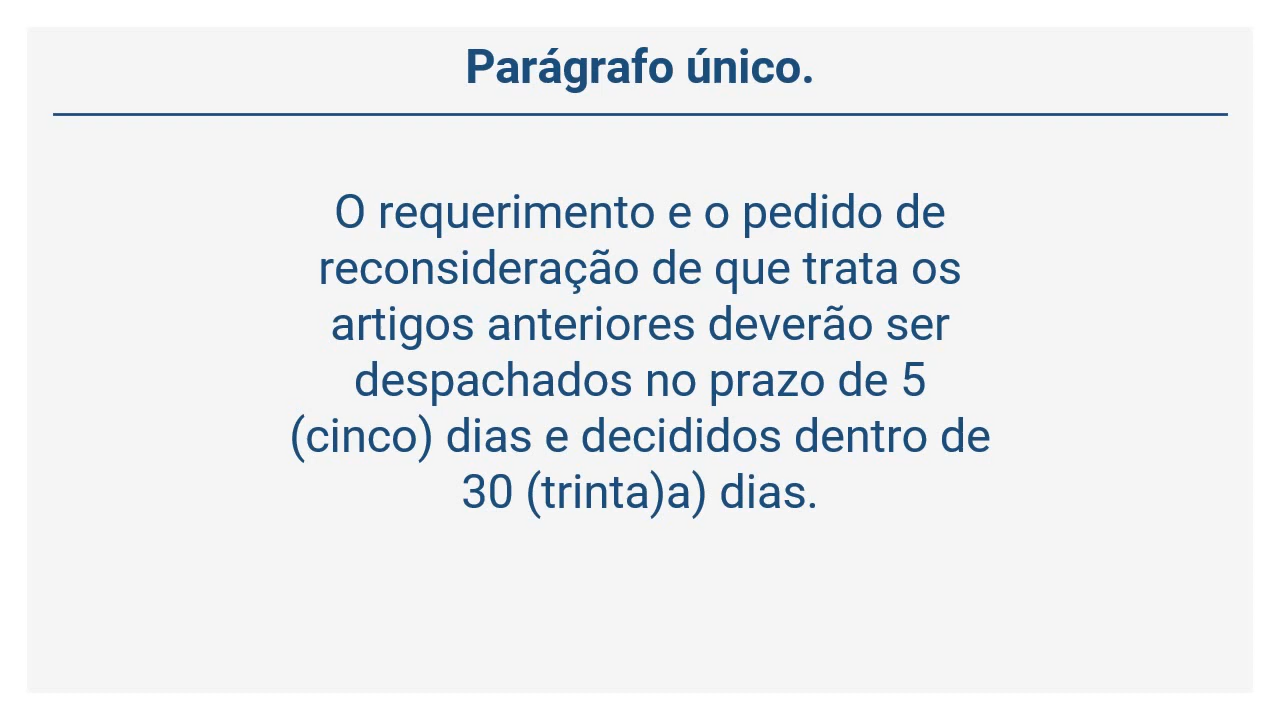 Parágrafo único.
O requerimento e o pedido de
reconsideração de que trata os
artigos anteriores deverão ser
despachados no prazo de 5
(cinco) dias e decididos dentro de
30 (trinta)a) dias.